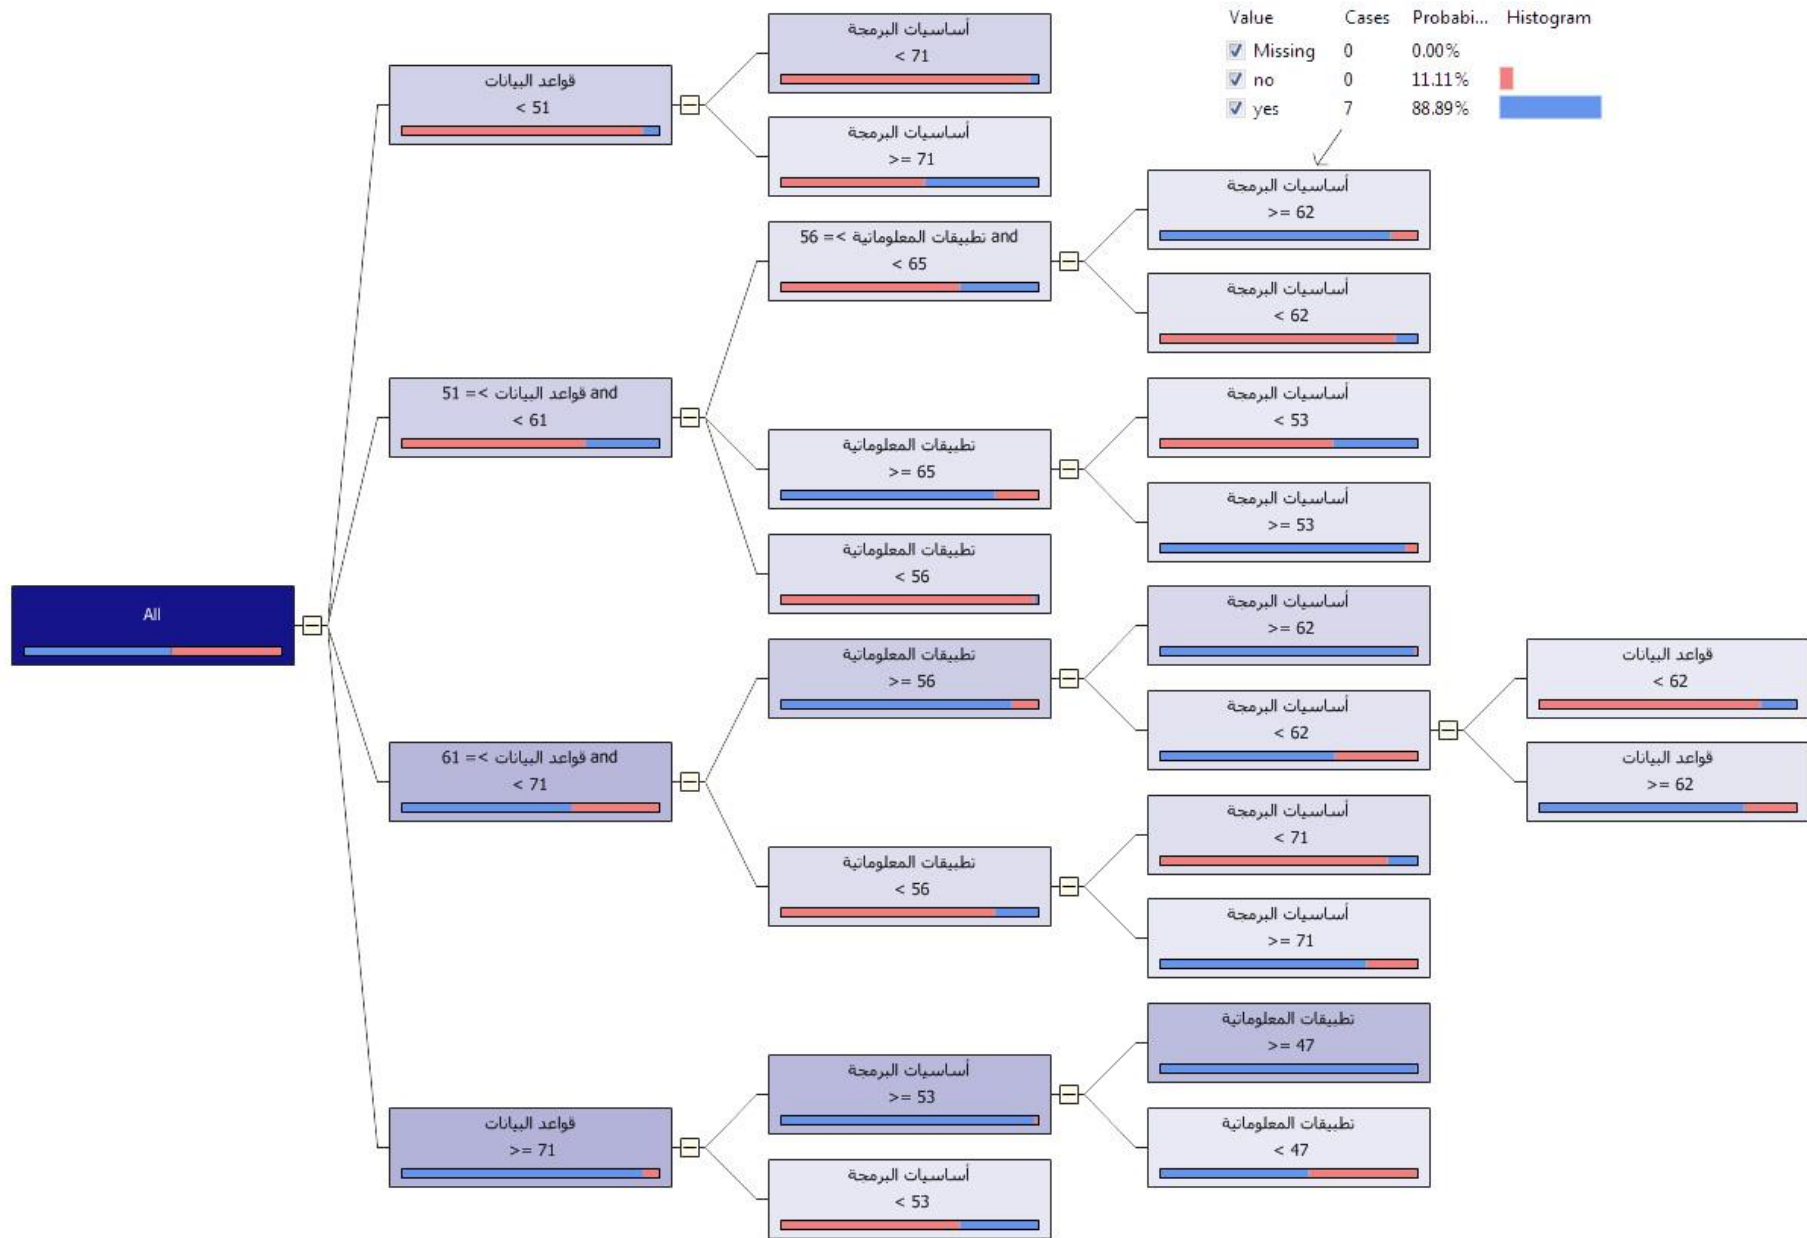 Value Cases Probabi... Histogram
Missing 0 0.00%
no 0 11.11%
yes 7 88.89%
All
قواعد البيانات
< 51
قواعد البيانات >= 51 and
< 61
قواعد البيانات >= 61 and
< 71
قواعد البيانات
>= 71
أساسيات البرمجة
< 71
أساسيات البرمجة
>= 71
تطبيقات المعلوماتية >= 56 and
< 65
تطبيقات المعلوماتية
>= 65
تطبيقات المعلوماتية
< 56
تطبيقات المعلوماتية
>= 56
تطبيقات المعلوماتية
< 56
أساسيات البرمجة
>= 53
أساسيات البرمجة
< 53
أساسيات البرمجة
>= 62
أساسيات البرمجة
< 62
أساسيات البرمجة
< 53
أساسيات البرمجة
>= 53
أساسيات البرمجة
>= 62
أساسيات البرمجة
< 62
أساسيات البرمجة
< 71
أساسيات البرمجة
>= 71
تطبيقات المعلوماتية
>= 47
تطبيقات المعلوماتية
< 47
قواعد البيانات
< 62
قواعد البيانات
>= 62